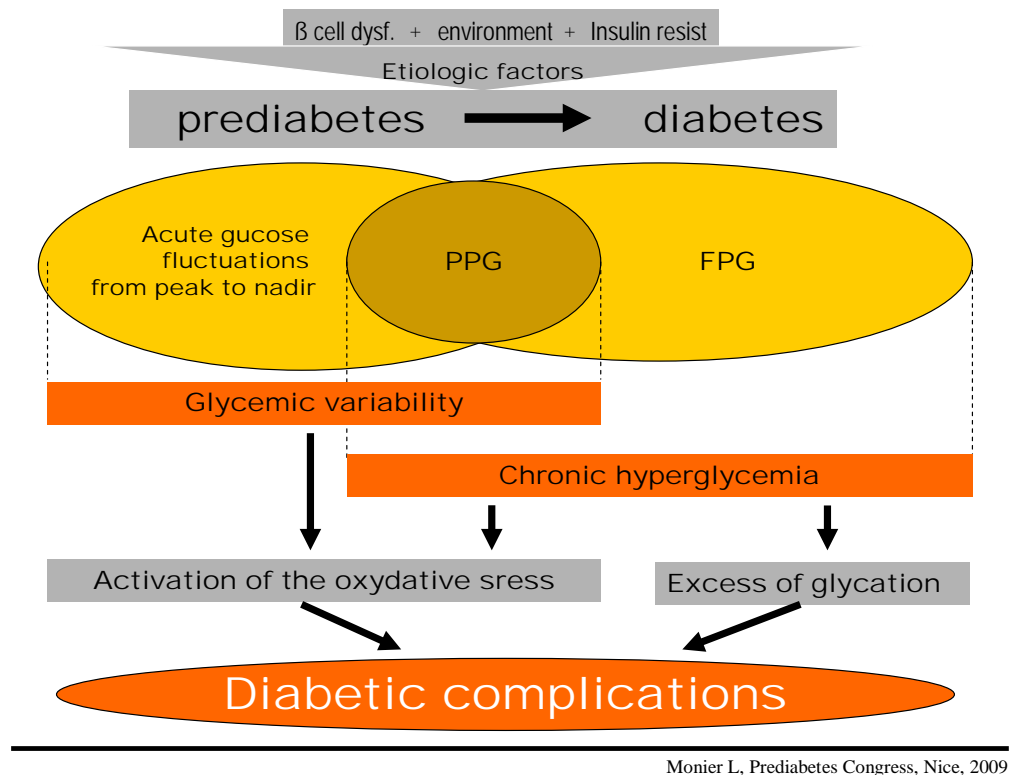 ß cell dysf. + environment + Insulin resist
Etiologic factors
prediabetes diabetes
Acute gucose
fluctuations
from peak to nadir
PPG
FPG
Glycemic variability
Chronic hyperglycemia
Activation of the oxydative sress
Excess of glycation
Diabetic complications
Monier L, Prediabetes Congress, Nice, 2009